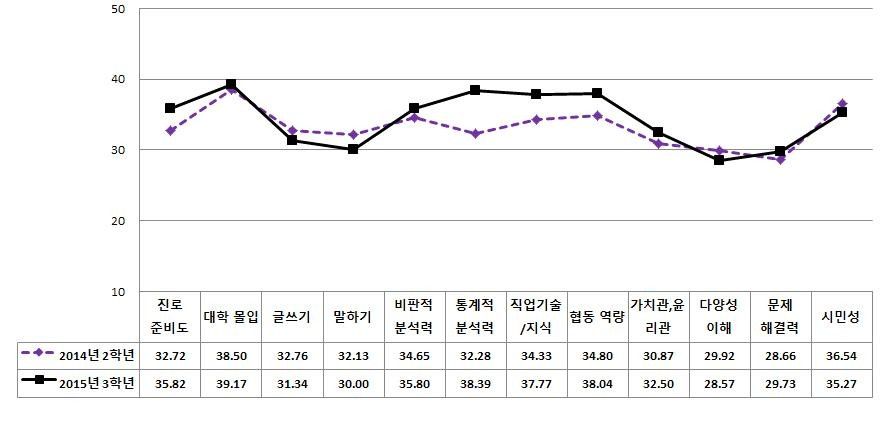 50
40
30
20
10
진로 준비도 대학 몰입 글쓰기 말하기 비판적 분석력 통계적 분석력 직업기술 /지식 협동 역량 가치관,윤리관 다양성 이해 문제 해결력 시민성
2014년 2학년 32.72 38.50 32.76 32.13 34.65 32.28 34.33 34.80 30.87 29.92 28.66 36.54
2015년 3학년 35.82 39.17 31.34 30.00 35.80 38.39 37.77 38.04 32.50 28.57 29.73 35.27